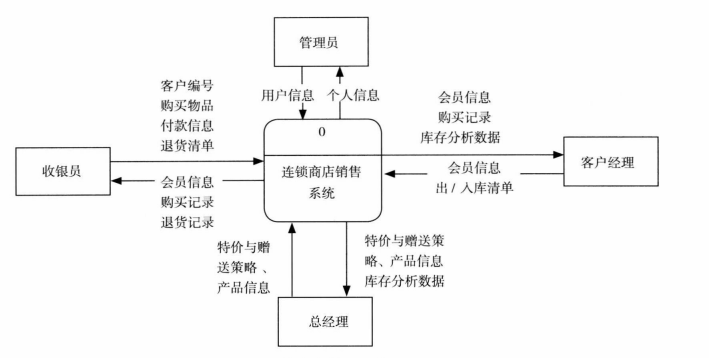 管理员
用户信息
个人信息
客户编号
购买物品
付款信息
退货清单
会员信息
购买记录
库存分析数据
0
收银员
连锁商店销售
系统
客户经理
会员信息
购买记录
退货记录
会员信息
出 / 入库清单
特价与赠
送策略 、
产品信息
特价与赠送策
略、产品信息
库存分析数据
总经理